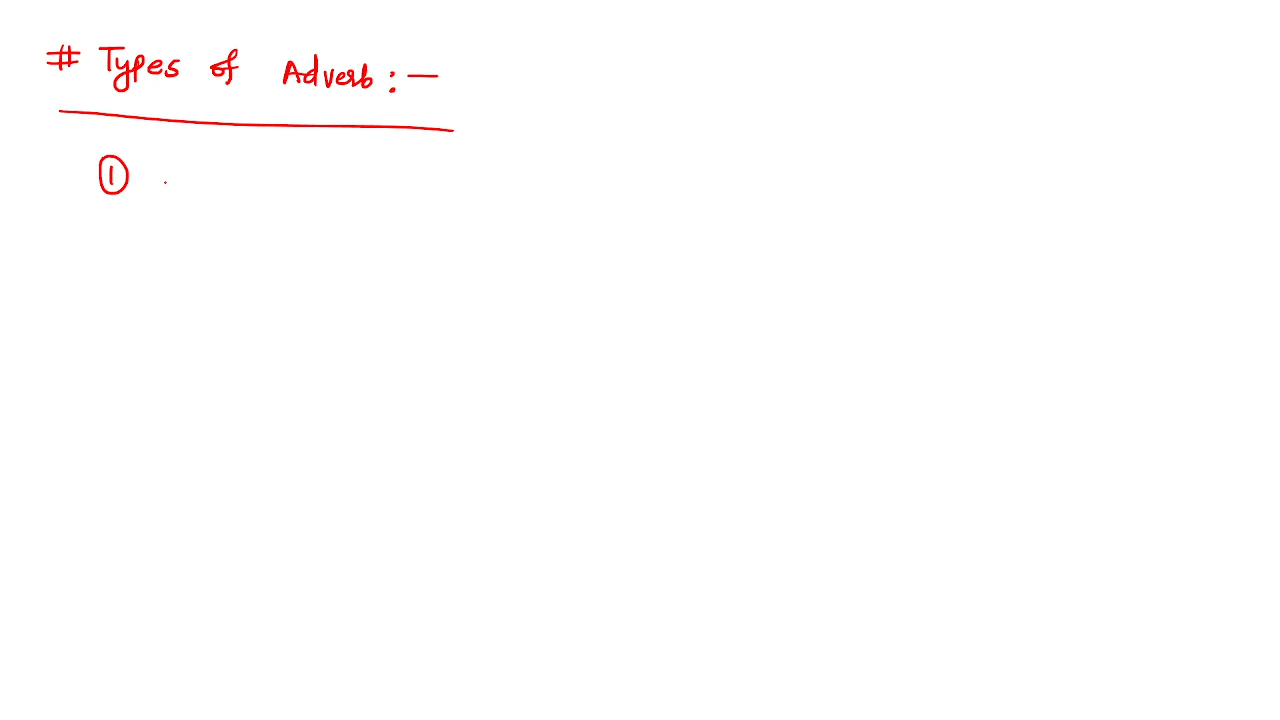 # Types of Adverb :—
①